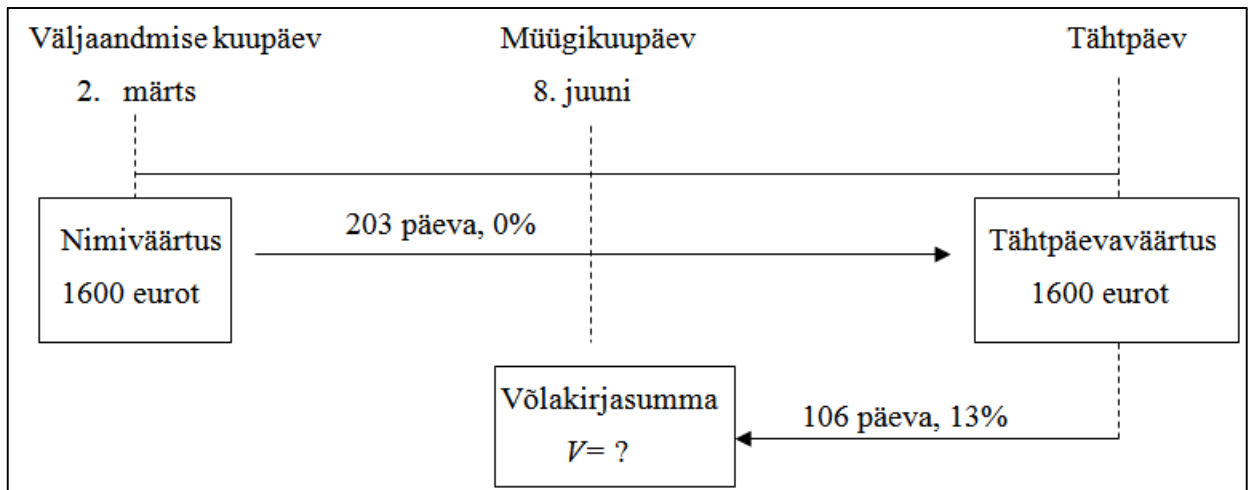 Väljaandmise kuupäev
2. märts
Müügikuupäev
8. juuni
Tähtpäev
203 päeva, 0%
Nimiväärtus
1600 eurot
Tähtpäevaväärtus
1600 eurot
Võlakirjasumma
V= ?
106 päeva, 13%